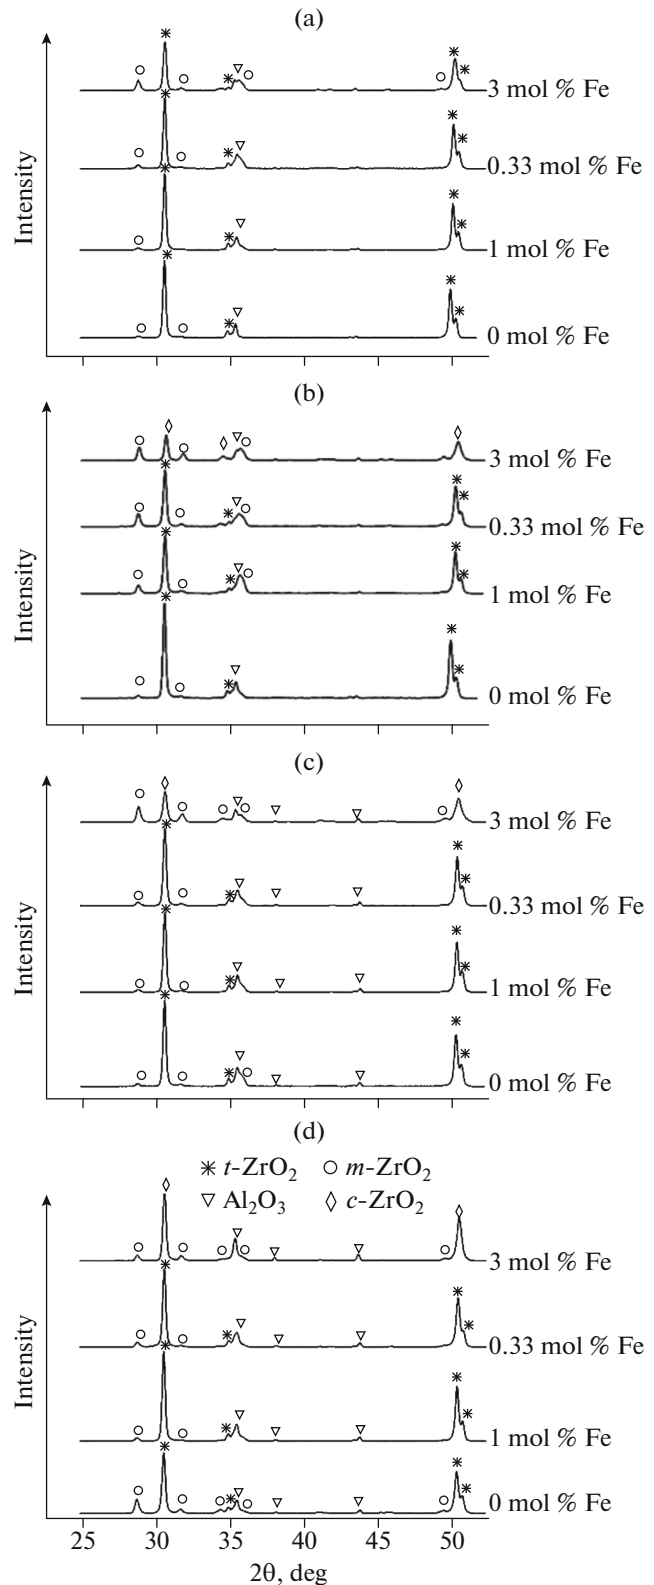 (a)
3 mol % Fe
0.33 mol % Fe
1 mol % Fe
0 mol % Fe
Intensity
(b)
3 mol % Fe
0.33 mol % Fe
1 mol % Fe
0 mol % Fe
Intensity
(c)
3 mol % Fe
0.33 mol % Fe
1 mol % Fe
0 mol % Fe
Intensity
(d)
t-ZrO₂ m-ZrO₂
Al₂O₃ c-ZrO₂
3 mol % Fe
0.33 mol % Fe
1 mol % Fe
0 mol % Fe
Intensity
25 30 35 40 45 50
2θ, deg